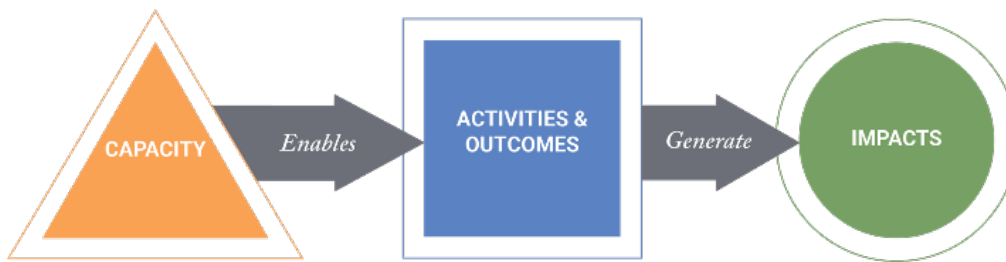 CAPACITY
Enables
ACTIVITIES &
OUTCOMES
Generate
IMPACTS